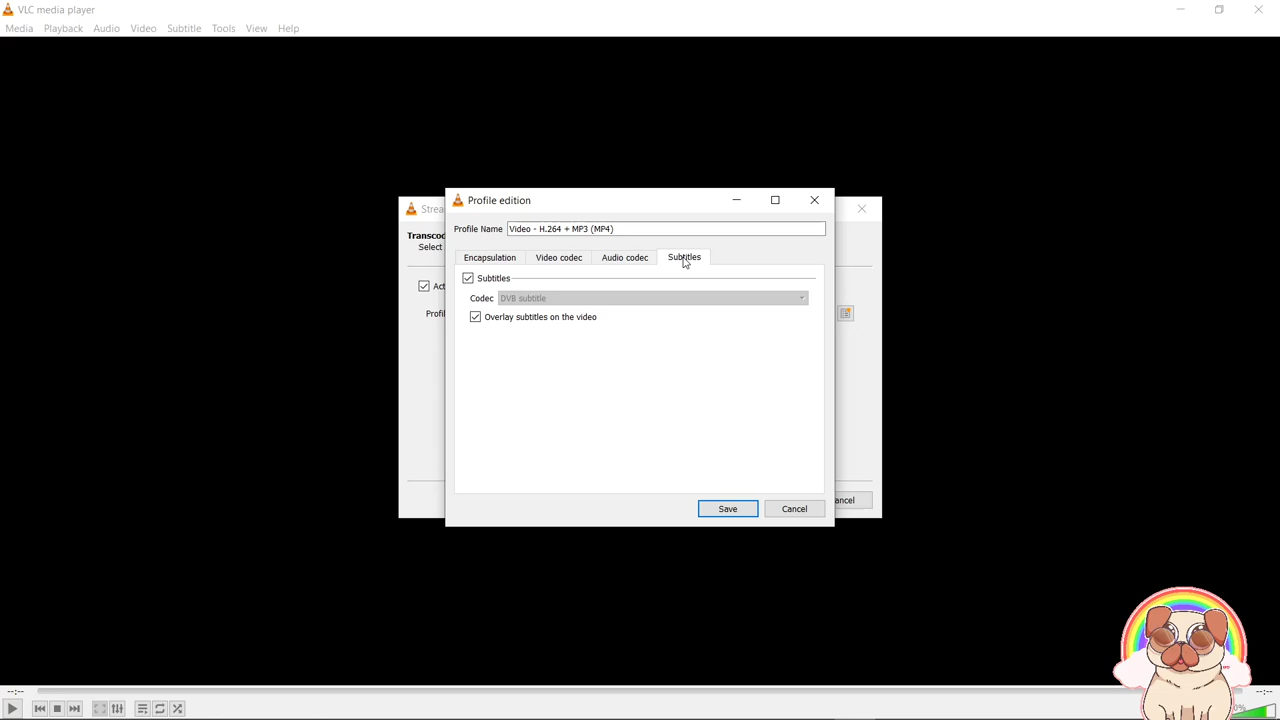 VLC media player
Media Playback Audio Video Subtitle Tools View Help
Profile edition
Profile Name Video - H.264 + MP3 (MP4)
Encapsulation Video codec Audio codec Subtitles
Subtitles
Codec DVB subtitle
Overlay subtitles on the video
Save Cancel
Select
--:-- --:--